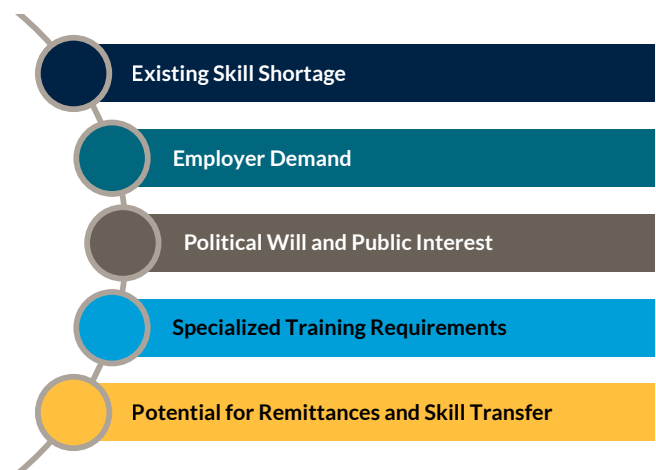 Existing Skill Shortage
Employer Demand
Political Will and Public Interest
Specialized Training Requirements
Potential for Remittances and Skill Transfer